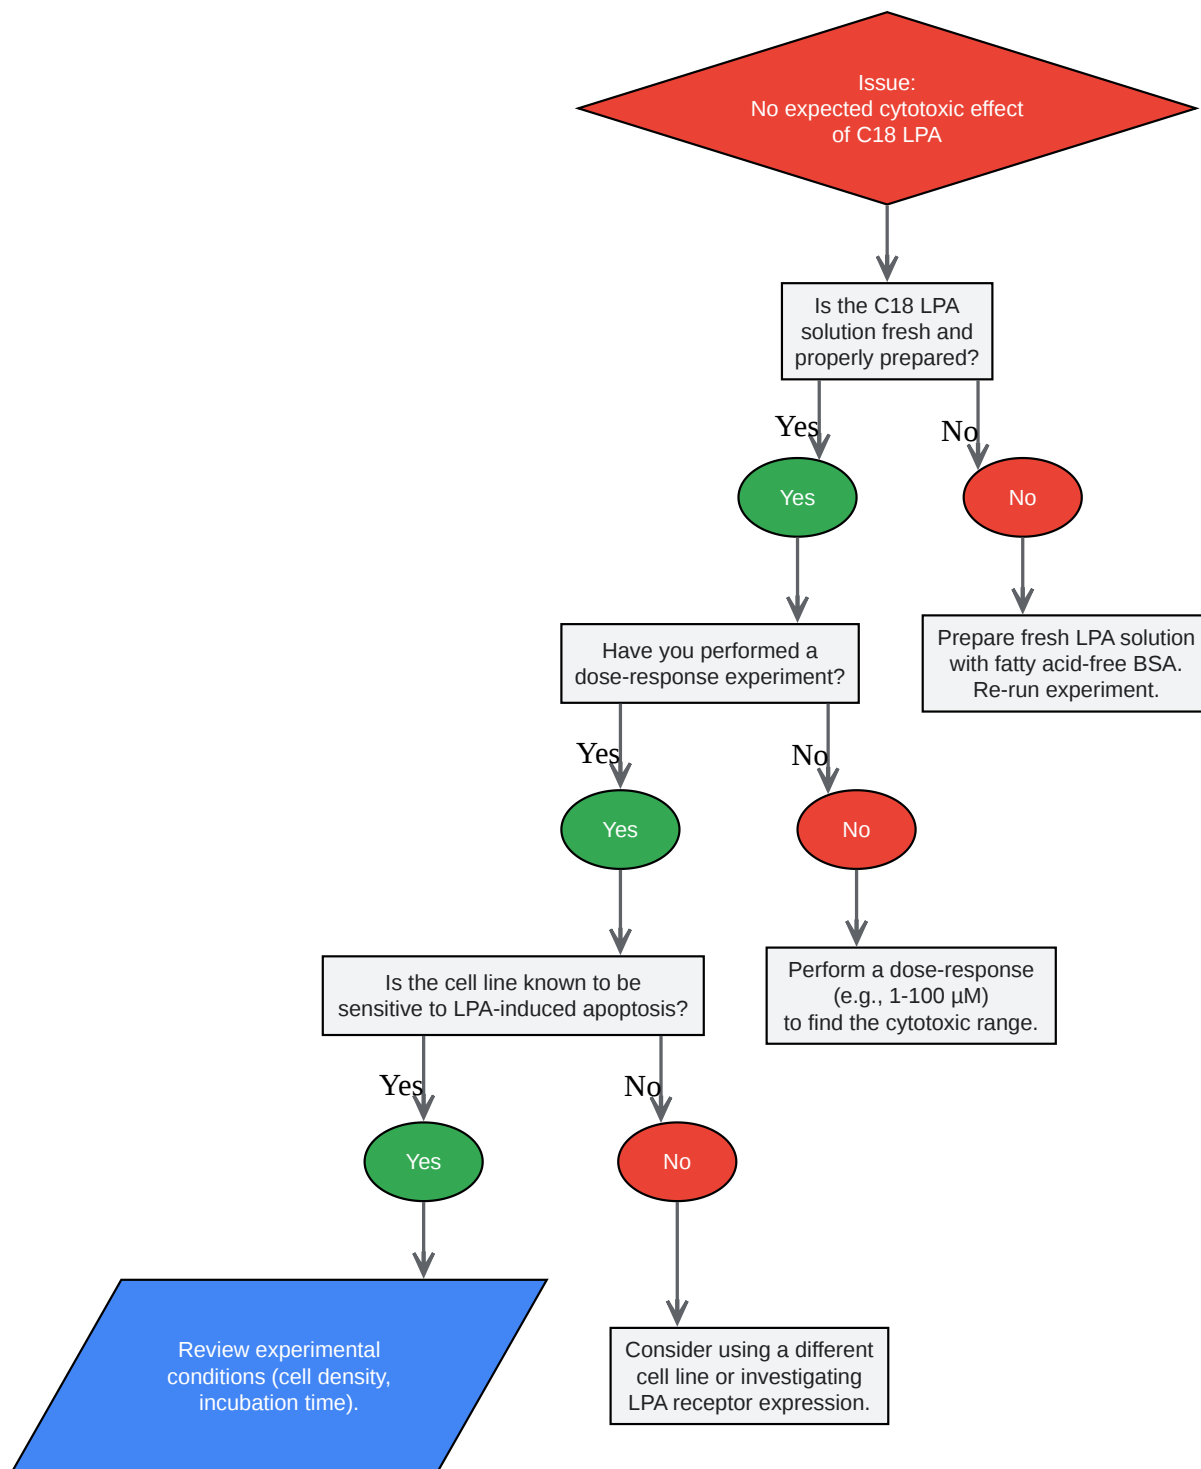 Issue:
No expected cytotoxic effect
of C18 LPA
Is the C18 LPA
solution fresh and
properly prepared?
Yes
No
Yes
No
Prepare fresh LPA solution
with fatty acid-free BSA.
Re-run experiment.
Have you performed a
dose-response experiment?
Yes
No
Yes
No
Perform a dose-response
(e.g., 1-100 µM)
to find the cytotoxic range.
Is the cell line known to be
sensitive to LPA-induced apoptosis?
Yes
No
Yes
No
Review experimental
conditions (cell density,
incubation time).
Consider using a different
cell line or investigating
LPA receptor expression.